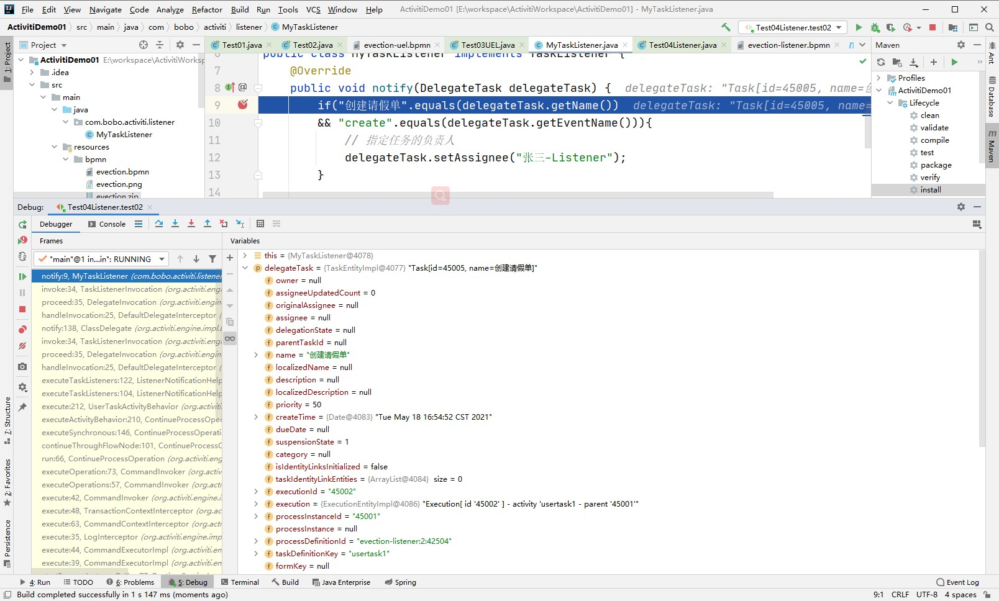 File Edit View Navigate Code Analyze Refactor Build Run Tools VCS Window Help ActivitiDemo01 [E:\workspace\ActivitiWorkspace\ActivitiDemo01] - MyTaskListener.java
ActivitiDemo01 src main java com bobo activiti listener MyTaskListener Test04Listener.test02
1: Project
Project
Test01.java Test02.java evection-uel.bpmn Test03UEL.java MyTaskListener.java Test04Listener.java evection-listener.bpmn
ActivitiDemo01 E:\workspace\ActivitiWorksp
.idea
src
main
java
com.bobo.activiti.listener
MyTaskListener
resources
bpmn
evection.bpmn
evection.png
evection.zip
6 public class MyTaskListener implements TaskListener {
7 @Override
8 public void notify(DelegateTask delegateTask) { delegateTask: "Task[id=45005, name=创
9 if("创建请假单".equals(delegateTask.getName()) delegateTask: "Task[id=45005, name=
10 && "create".equals(delegateTask.getEventName())){
11 // 指定任务的负责人
12 delegateTask.setAssignee("张三-Listener");
13 }
14
Maven
Profiles
ActivitiDemo01
Lifecycle
clean
validate
compile
test
package
verify
install
Ant
Database
Maven
Debug: Test04Listener.test02
Debugger Console
Frames
"main"@1 in...in": RUNNING
notify:9, MyTaskListener (com.bobo.activiti.listener
invoke:34, TaskListenerInvocation (org.activiti.engi
proceed:35, DelegateInvocation (org.activiti.engin
handleInvocation:25, DefaultDelegateInterceptor (
notify:138, ClassDelegate (org.activiti.engine.impl.b
invoke:34, TaskListenerInvocation (org.activiti.engi
proceed:35, DelegateInvocation (org.activiti.engin
handleInvocation:25, DefaultDelegateInterceptor (
executeTaskListeners:122, ListenerNotificationHelp
executeTaskListeners:104, ListenerNotificationHelp
execute:212, UserTaskActivityBehavior (org.activiti
executeActivityBehavior:210, ContinueProcessOper
executeSynchronous:146, ContinueProcessOperati
continueThroughFlowNode:101, ContinueProcessO
run:66, ContinueProcessOperation (org.activiti.eng
executeOperation:73, CommandInvoker (org.acti
executeOperations:57, CommandInvoker (org.act
execute:42, CommandInvoker (org.activiti.engine.i
execute:48, TransactionContextInterceptor (org.ac
execute:63, CommandContextInterceptor (org.acti
execute:35, LogInterceptor (org.activiti.engine.imp
execute:44, CommandExecutorImpl (org.activiti.en
execute:39, CommandExecutorImpl (org.activiti.en
Variables
this = {MyTaskListener@4078}
delegateTask = {TaskEntityImpl@4077} "Task[id=45005, name=创建请假单]"
owner = null
assigneeUpdatedCount = 0
originalAssignee = null
assignee = null
delegationState = null
parentTaskId = null
name = "创建请假单"
localizedName = null
description = null
localizedDescription = null
priority = 50
createTime = {Date@4083} "Tue May 18 16:54:52 CST 2021"
dueDate = null
suspensionState = 1
category = null
isIdentityLinksInitialized = false
taskIdentityLinkEntities = {ArrayList@4084} size = 0
executionId = "45002"
execution = {ExecutionEntityImpl@4086} "Execution[ id '45002' ] - activity 'usertask1 - parent '45001'"
processInstanceId = "45001"
processInstance = null
processDefinitionId = "evection-listener:2:42504"
taskDefinitionKey = "usertask1"
formKey = null
7: Structure
2: Favorites
Persistence
4: Run TODO 6: Problems 5: Debug Terminal Build Java Enterprise Spring Event Log
Build completed successfully in 1 s 147 ms (moments ago) 9:1 CRLF UTF-8 4 spaces